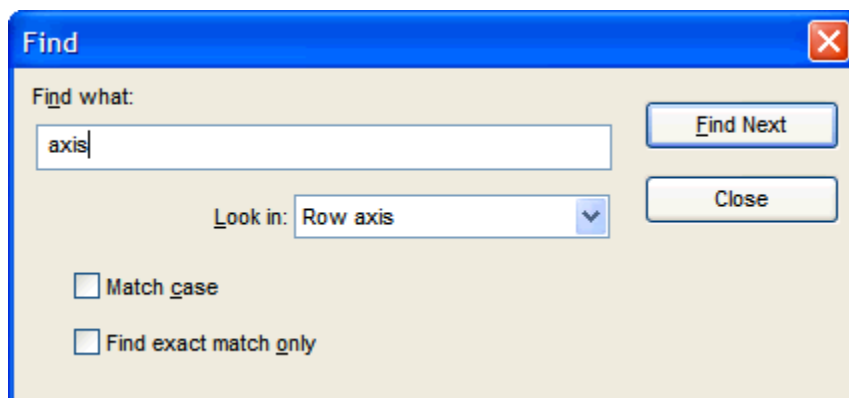 Find
Find what:
axis
Find Next
Look in: Row axis
Close
Match case
Find exact match only